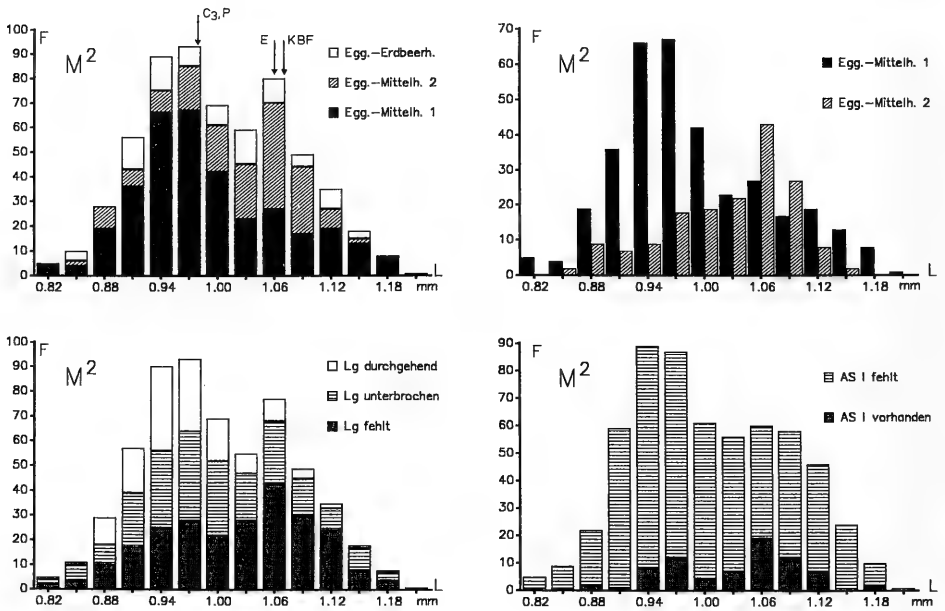 C3,P
100 F
M2
E KBF
Egg.-Erdbeerh.
Egg.-Mittelh. 2
Egg.-Mittelh. 1
90
80
70
60
50
40
30
20
10
0
0.82 0.88 0.94 1.00 1.06 1.12 1.18 mm L
70 F
M2
Egg.-Mittelh. 1
Egg.-Mittelh. 2
60
50
40
30
20
10
0
0.82 0.88 0.94 1.00 1.06 1.12 1.18 mm L
100 F
M2
Lg durchgehend
Lg unterbrochen
Lg fehlt
90
80
70
60
50
40
30
20
10
0
0.82 0.88 0.94 1.00 1.06 1.12 1.18 mm L
90 F
M2
AS I fehlt
AS I vorhanden
80
70
60
50
40
30
20
10
0
0.82 0.88 0.94 1.00 1.06 1.12 1.18 mm L